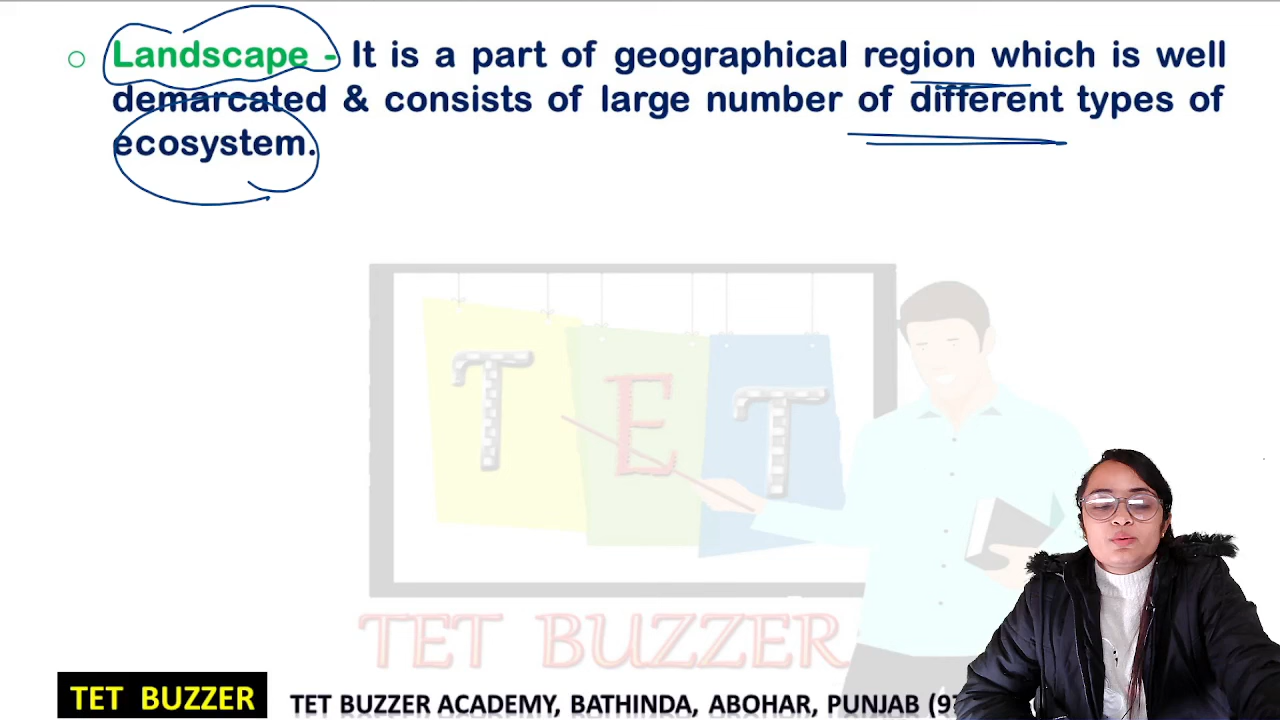 Landscape - It is a part of geographical region which is well
demarcated & consists of large number of different types of
ecosystem.
T E T
TET BUZZER
TET BUZZER
TET BUZZER ACADEMY, BATHINDA, ABOHAR, PUNJAB